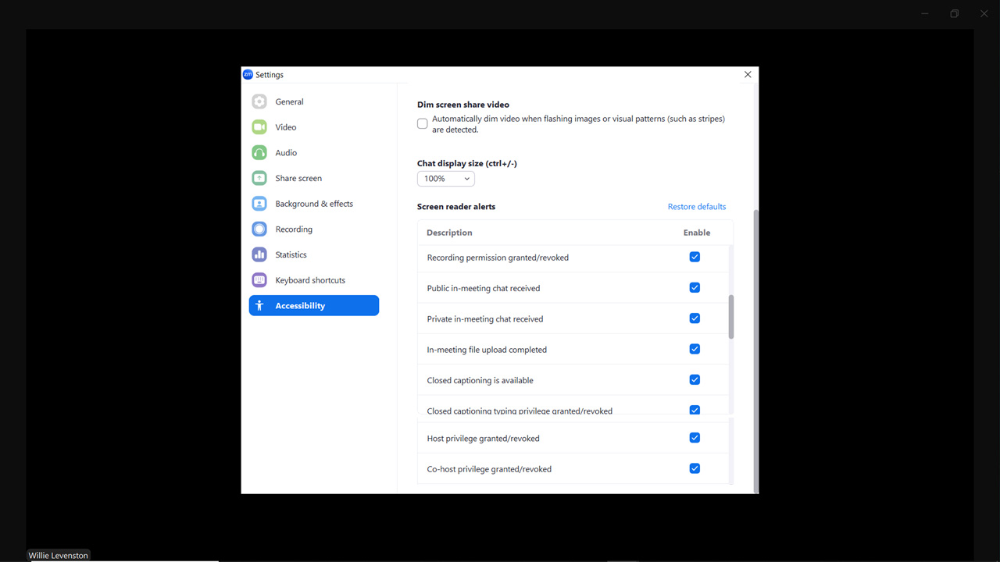 zm Settings
General
Video
Audio
Share screen
Background & effects
Recording
Statistics
Keyboard shortcuts
Accessibility
Dim screen share video
Automatically dim video when flashing images or visual patterns (such as stripes)
are detected.
Chat display size (ctrl+/-)
100%
Screen reader alerts Restore defaults
Description Enable
Recording permission granted/revoked
Public in-meeting chat received
Private in-meeting chat received
In-meeting file upload completed
Closed captioning is available
Closed captioning typing privilege granted/revoked
Host privilege granted/revoked
Co-host privilege granted/revoked
Willie Levenston